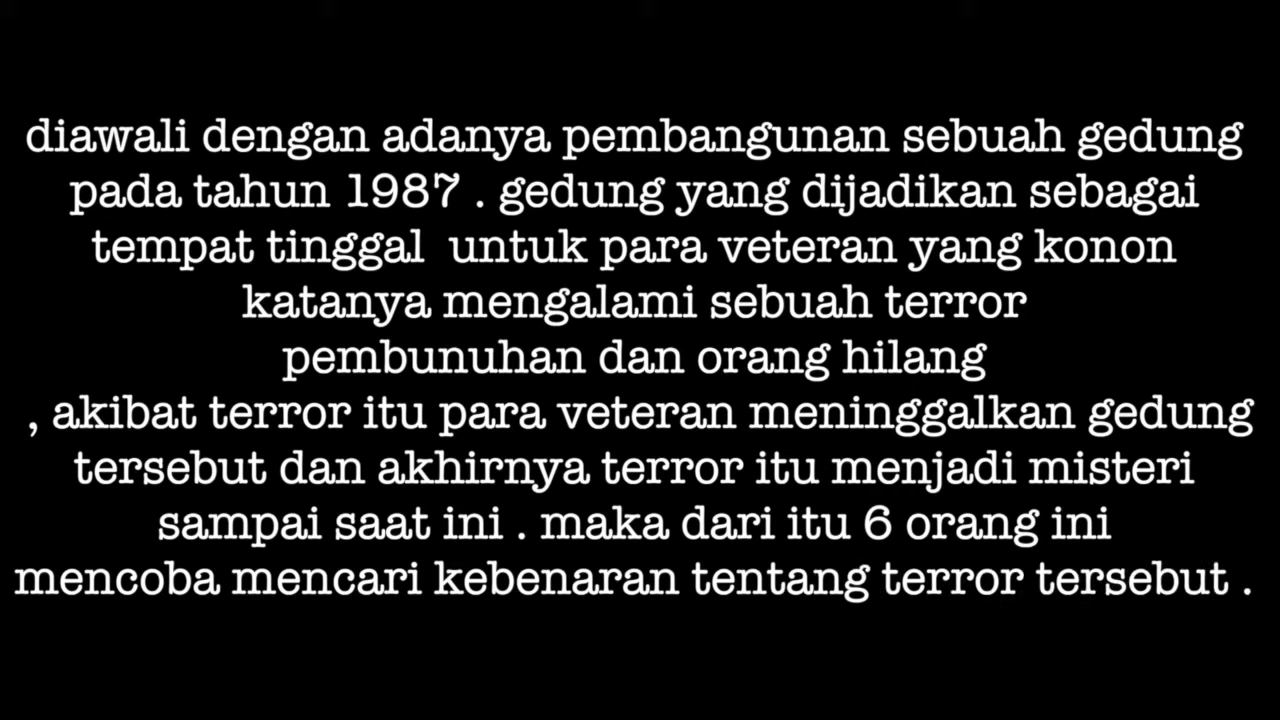 diawali dengan adanya pembangunan sebuah gedung
pada tahun 1987 . gedung yang dijadikan sebagai
tempat tinggal  untuk para veteran yang konon
katanya mengalami sebuah terror
pembunuhan dan orang hilang
, akibat terror itu para veteran meninggalkan gedung
tersebut dan akhirnya terror itu menjadi misteri
sampai saat ini . maka dari itu 6 orang ini
mencoba mencari kebenaran tentang terror tersebut .